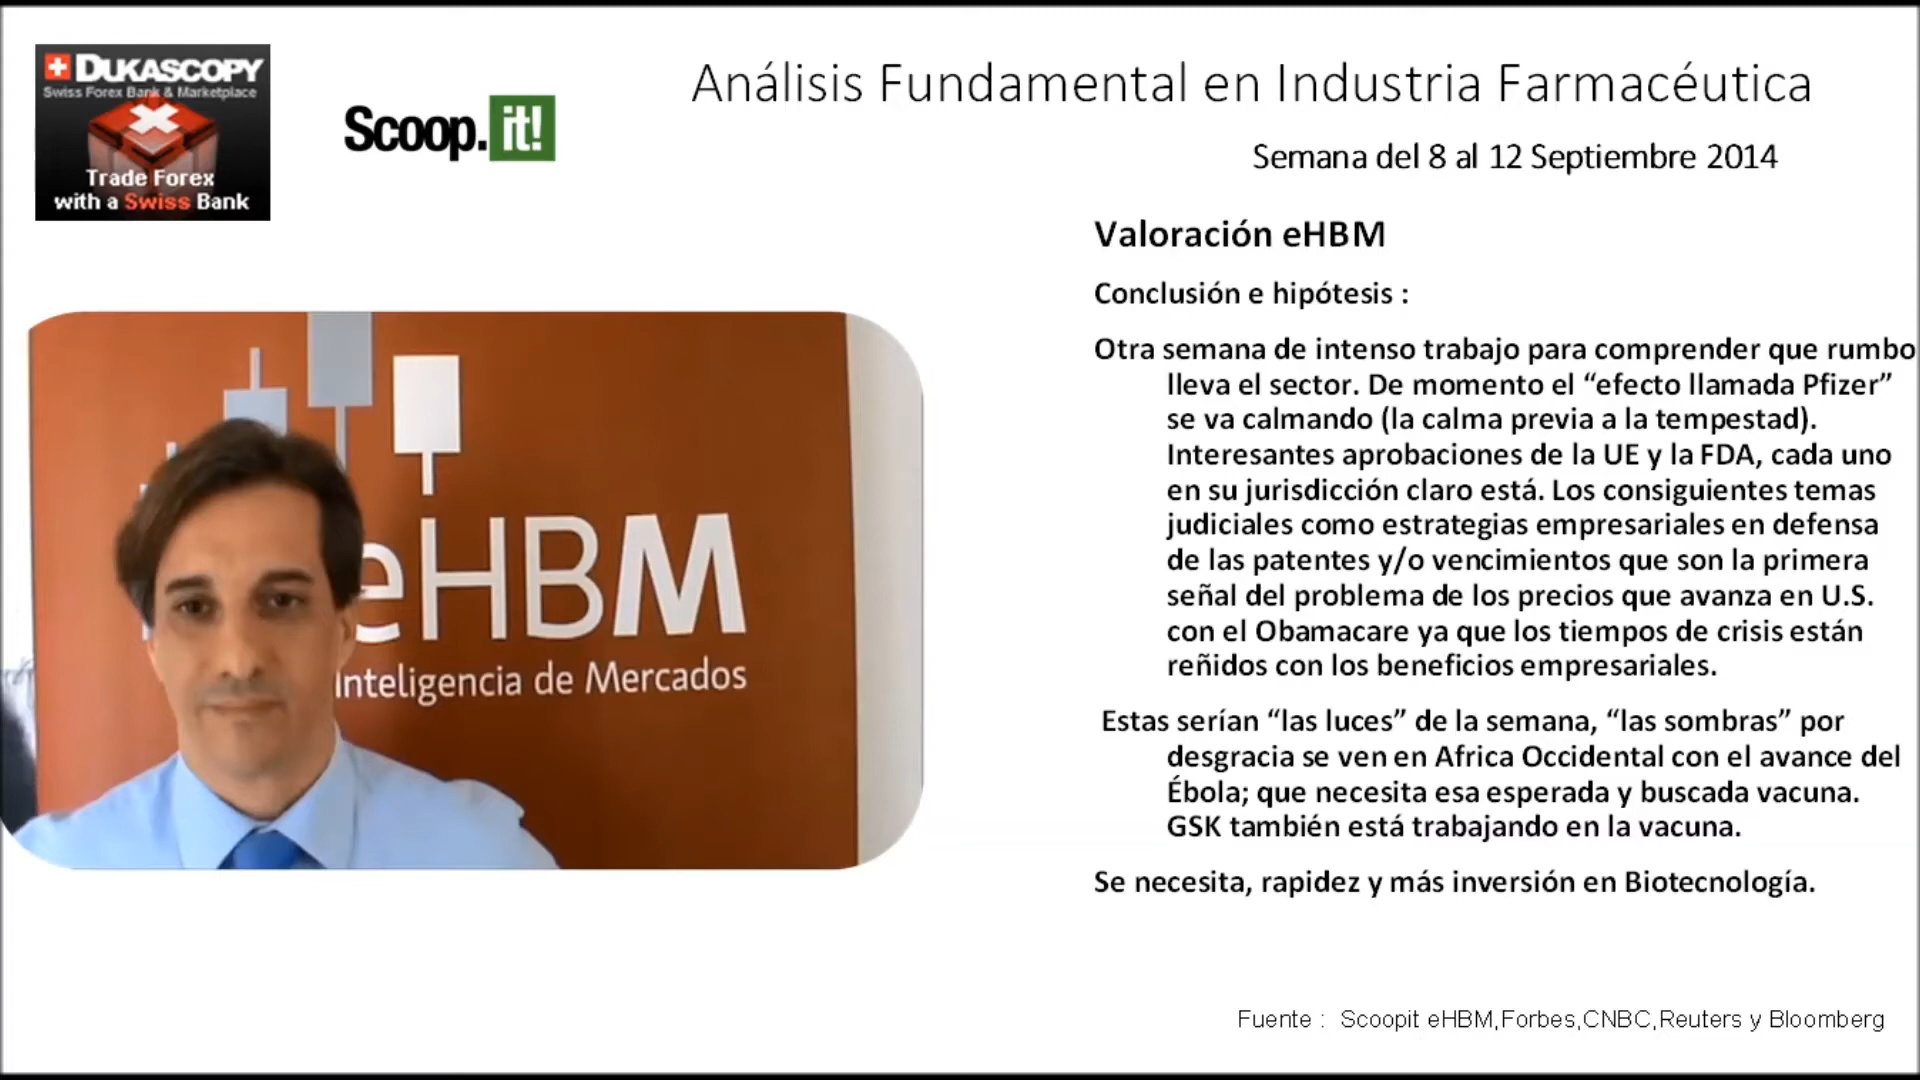 DUKASCOPY
Swiss Forex Bank & Marketplace
Trade Forex
with a Swiss Bank
Scoop.it!
Análisis Fundamental en Industria Farmacéutica
Semana del 8 al 12 Septiembre 2014
eHBM
Inteligencia de Mercados
Valoración eHBM
Conclusión e hipótesis :
Otra semana de intenso trabajo para comprender que rumbo
lleva el sector. De momento el “efecto llamada Pfizer”
se va calmando (la calma previa a la tempestad).
Interesantes aprobaciones de la UE y la FDA, cada uno
en su jurisdicción claro está. Los consiguientes temas
judiciales como estrategias empresariales en defensa
de las patentes y/o vencimientos que son la primera
señal del problema de los precios que avanza en U.S.
con el Obamacare ya que los tiempos de crisis están
reñidos con los beneficios empresariales.
Estas serían “las luces” de la semana, “las sombras” por
desgracia se ven en Africa Occidental con el avance del
Ébola; que necesita esa esperada y buscada vacuna.
GSK también está trabajando en la vacuna.
Se necesita, rapidez y más inversión en Biotecnología.
Fuente : Scoopit eHBM,Forbes,CNBC,Reuters y Bloomberg